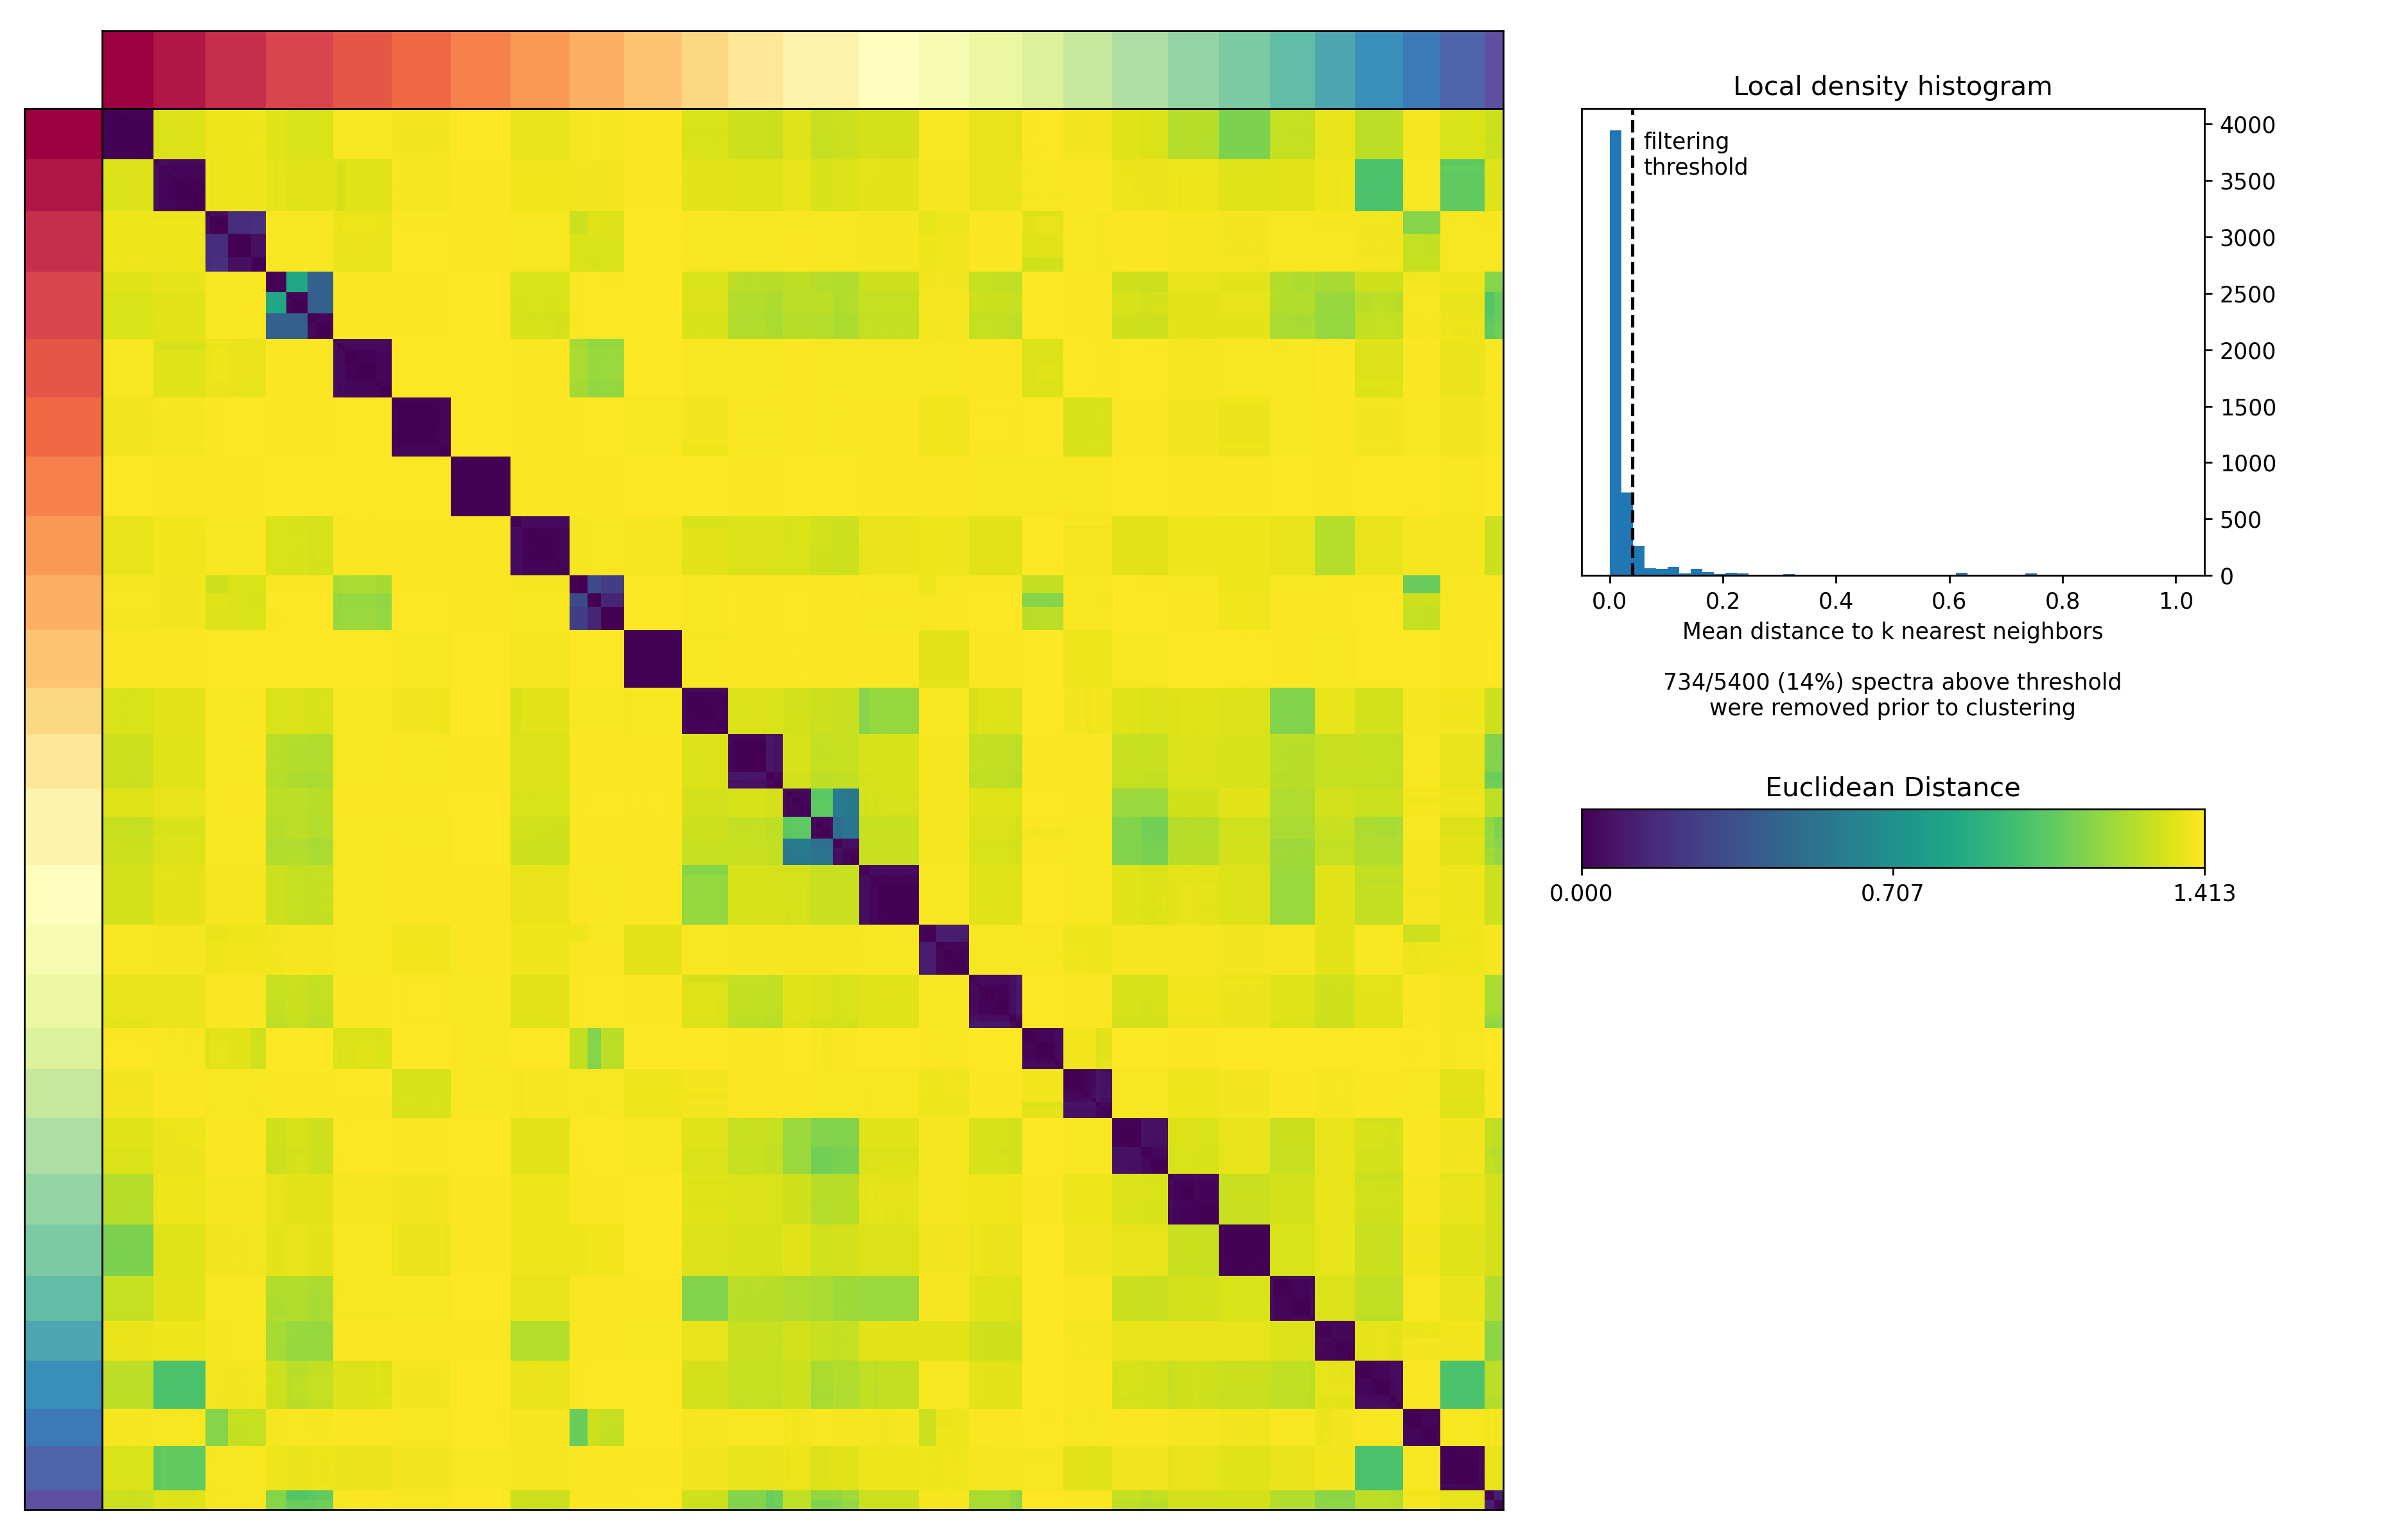 Local density histogram
filtering
threshold
4000
3500
3000
2500
2000
1500
1000
500
0
0.0 0.2 0.4 0.6 0.8 1.0
Mean distance to k nearest neighbors
734/5400 (14%) spectra above threshold
were removed prior to clustering
Euclidean Distance
0.000 0.707 1.413